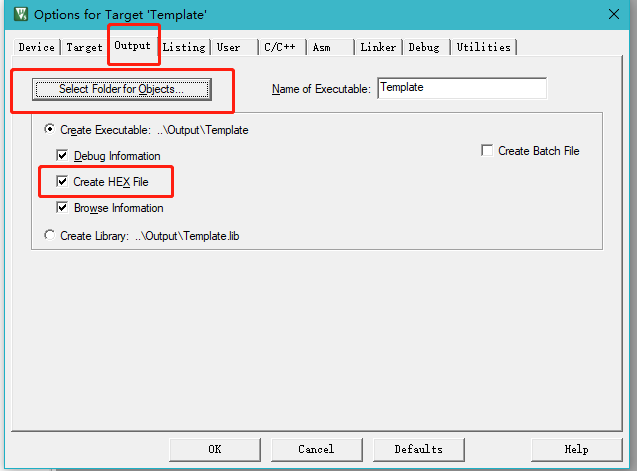 Options for Target 'Template'
Device Target Output Listing User C/C++ Asm Linker Debug Utilities
Select Folder for Objects... Name of Executable: Template
Create Executable: ..\Output\Template
Debug Information Create Batch File
Create HEX File
Browse Information
Create Library: ..\Output\Template.lib
OK Cancel Defaults Help